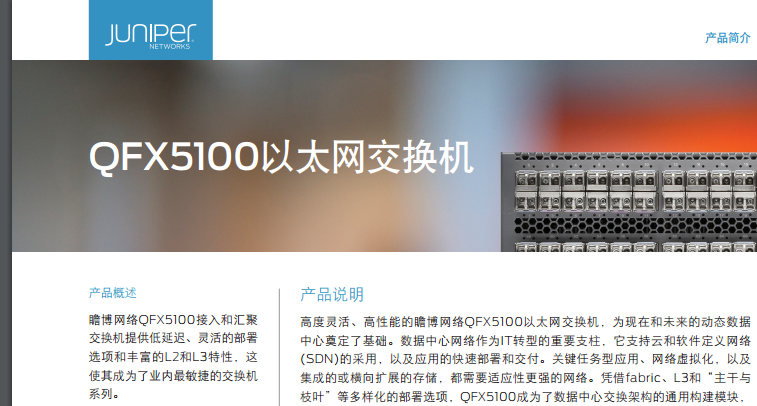 JUNIPER
NETWORKS
产品简介
QFX5100以太网交换机
产品概述
瞻博网络QFX5100接入和汇聚
交换机提供低延迟、灵活的部署
选项和丰富的L2和L3特性，这
使其成为了业内最敏捷的交换机
系列。
产品说明
高度灵活、高性能的瞻博网络QFX5100以太网交换机，为现在和未来的动态数据
中心奠定了基础。数据中心网络作为IT转型的重要支柱，它支持云和软件定义网络
(SDN)的采用，以及应用的快速部署和交付。关键任务型应用、网络虚拟化，以及
集成的或横向扩展的存储，都需要适应性更强的网络。凭借fabric、L3和“主干与
枝叶”等多样化的部署选项，QFX5100成为了数据中心交换架构的通用构建模块，